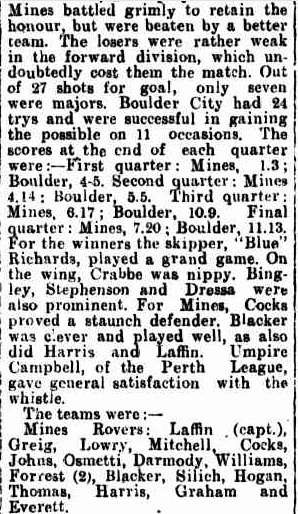 Mines battled grimly to retain the
honour, but were beaten by a better
team. The losers were rather weak
in the forward division, which un-
doubtedly cost them the match. Out
of 27 shots for goal, only seven
were majors. Boulder City had 24
trys and were successful in gaining
the possible on 11 occasions. The
scores at the end of each quarter
were:—First quarter: Mines, 1.3;
Boulder, 4-5. Second quarter: Mines
4.14; Boulder, 5.5. Third quarter:
Mines, 6.17; Boulder, 10.9. Final
quarter: Mines, 7.20; Boulder, 11.13.
For the winners the skipper, "Blue"
Richards, played a grand game. On
the wing, Crabbe was nippy. Bing-
ley, Stephenson and Dressa were
also prominent. For Mines, Cocks
proved a staunch defender. Blacker
was clever and played well, as also
did Harris and Laffin. Umpire
Campbell, of the Perth League,
gave general satisfaction with the
whistle.
The teams were:—
Mines Rovers: Laffin (capt.),
Greig, Lowry, Mitchell, Cocks,
Johns, Osmetti, Darmody, Williams,
Forrest (2), Blacker, Silich, Hogan,
Thomas, Harris, Graham and
Everett.